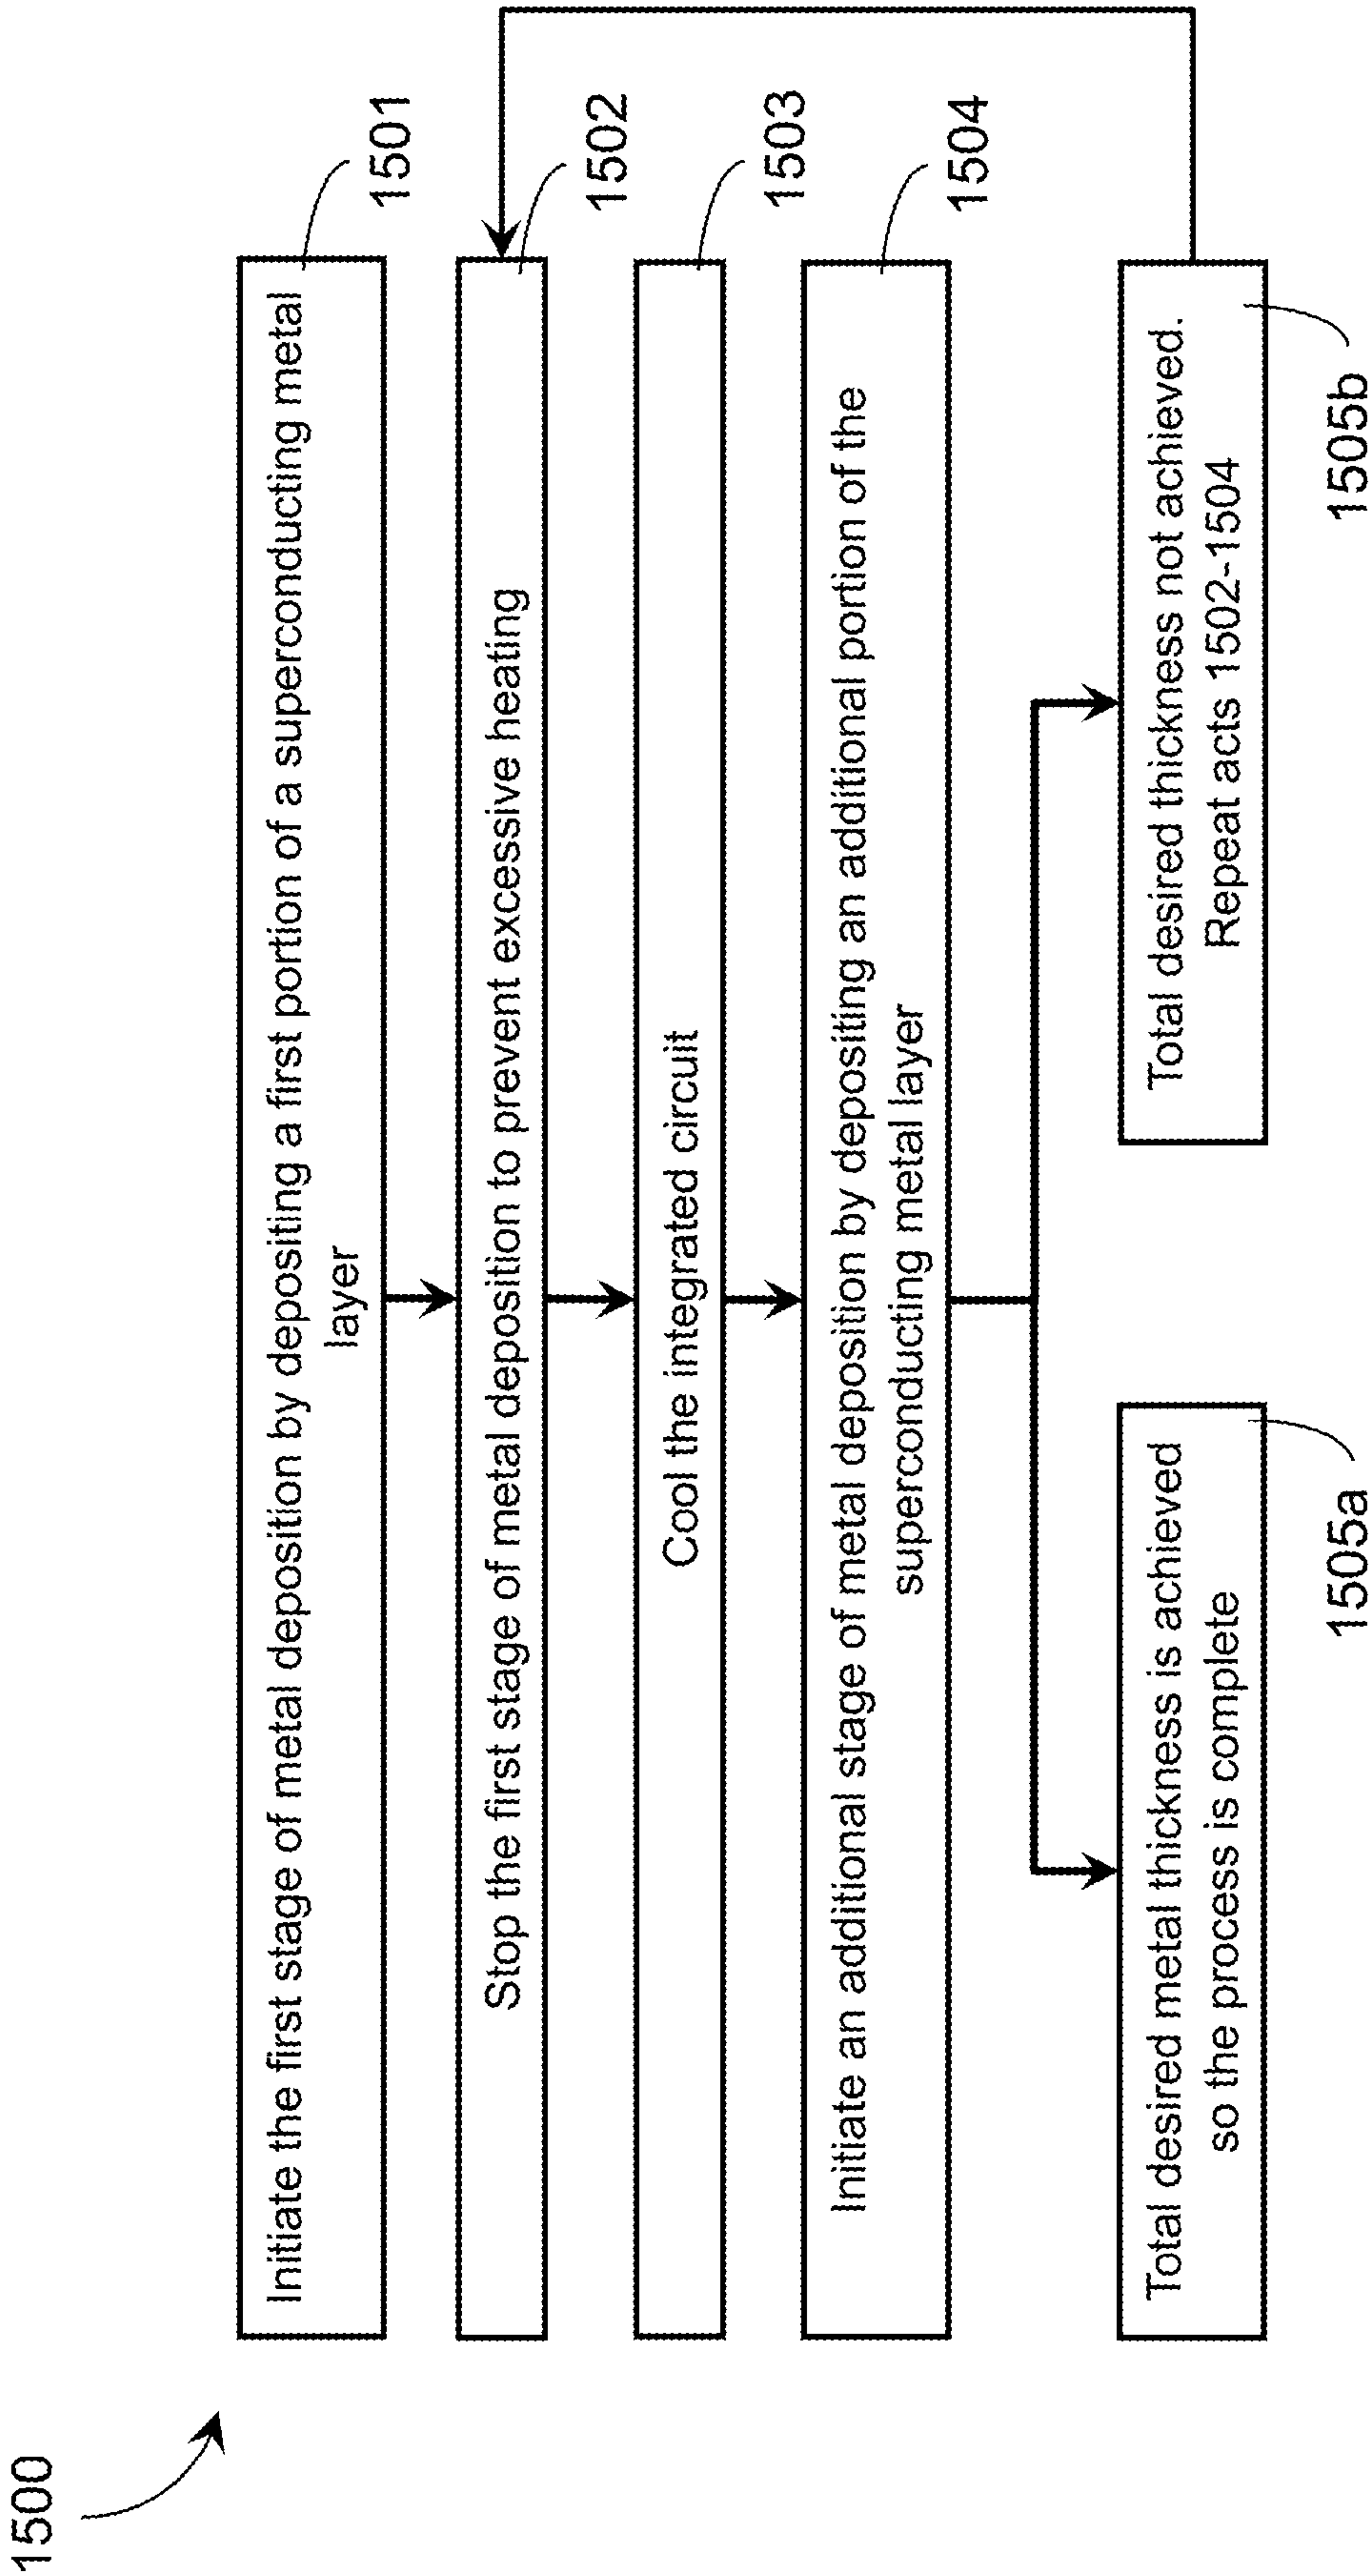 1500
Initiate the first stage of metal deposition by depositing a first portion of a superconducting metal
layer
1501
Stop the first stage of metal deposition to prevent excessive heating
1502
Cool the integrated circuit
1503
Initiate an additional stage of metal deposition by depositing an additional portion of the
superconducting metal layer
1504
Total desired metal thickness is achieved
so the process is complete
1505a
Total desired thickness not achieved.
Repeat acts 1502-1504
1505b